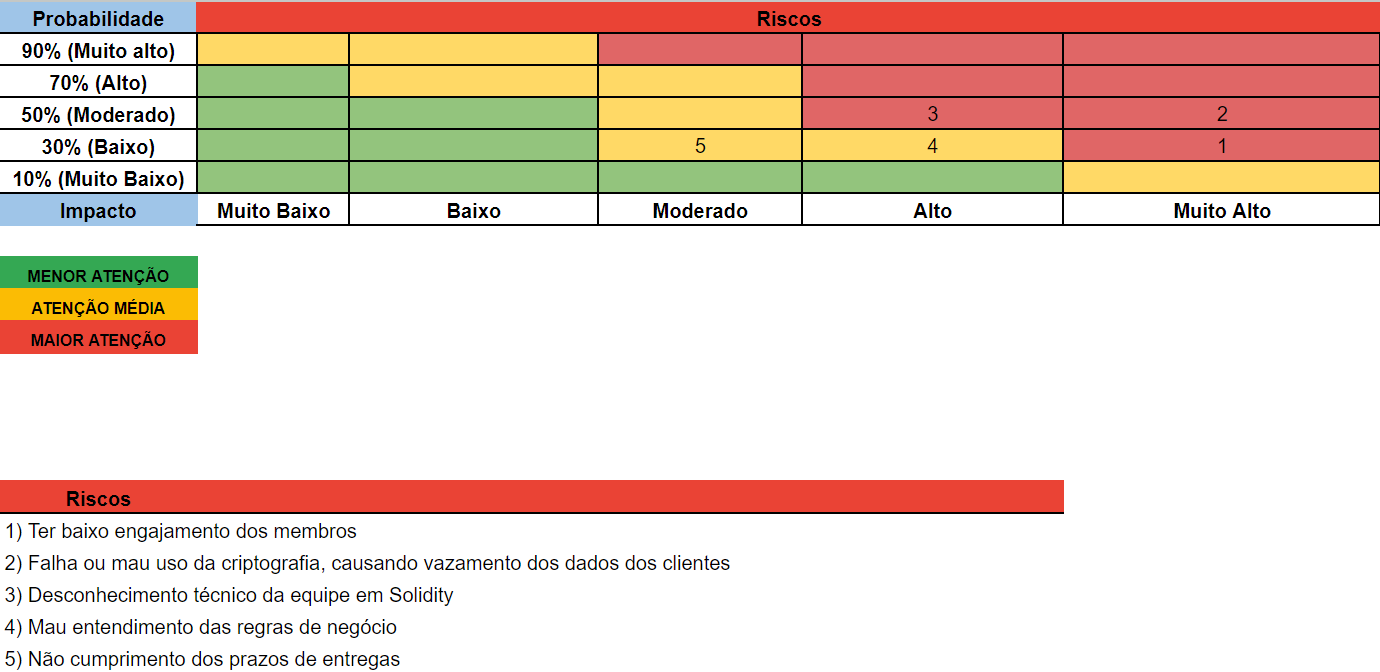 Probabilidade Riscos
90% (Muito alto)
70% (Alto)
50% (Moderado) 3 2
30% (Baixo) 5 4 1
10% (Muito Baixo)
Impacto Muito Baixo Baixo Moderado Alto Muito Alto
MENOR ATENÇÃO
ATENÇÃO MÉDIA
MAIOR ATENÇÃO
Riscos
1) Ter baixo engajamento dos membros
2) Falha ou mau uso da criptografia, causando vazamento dos dados dos clientes
3) Desconhecimento técnico da equipe em Solidity
4) Mau entendimento das regras de negócio
5) Não cumprimento dos prazos de entregas